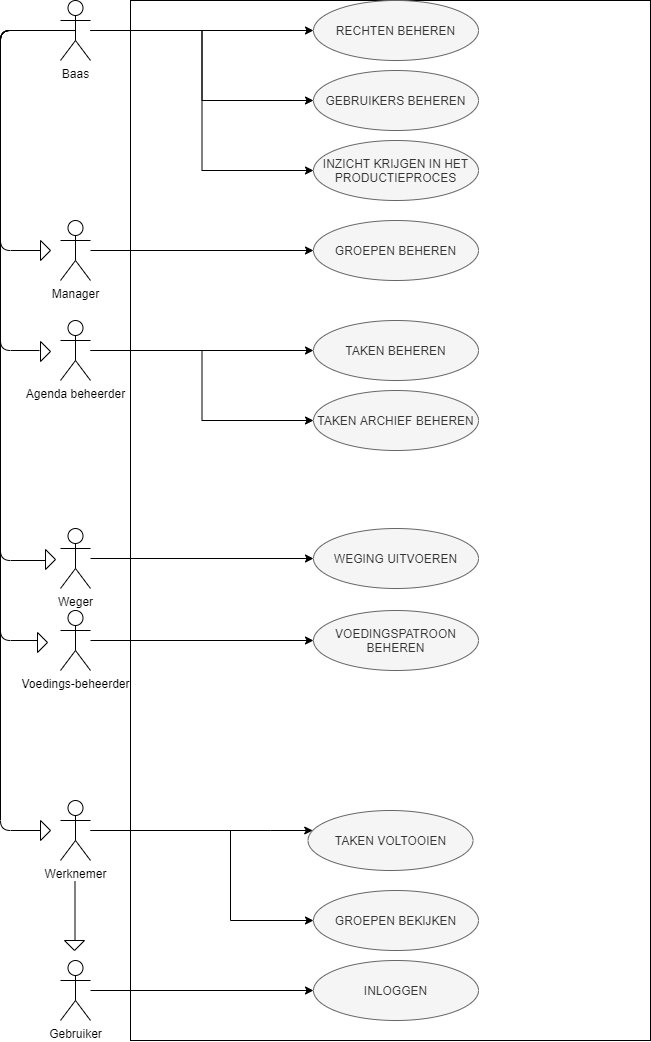 Baas
RECHTEN BEHEREN
GEBRUIKERS BEHEREN
INZICHT KRIJGEN IN HET
PRODUCTIEPROCES
Manager
GROEPEN BEHEREN
Agenda beheerder
TAKEN BEHEREN
TAKEN ARCHIEF BEHEREN
Weger
WEGING UITVOEREN
Voedings-beheerder
VOEDINGSPATROON
BEHEREN
Werknemer
TAKEN VOLTOOIEN
GROEPEN BEKIJKEN
Gebruiker
INLOGGEN